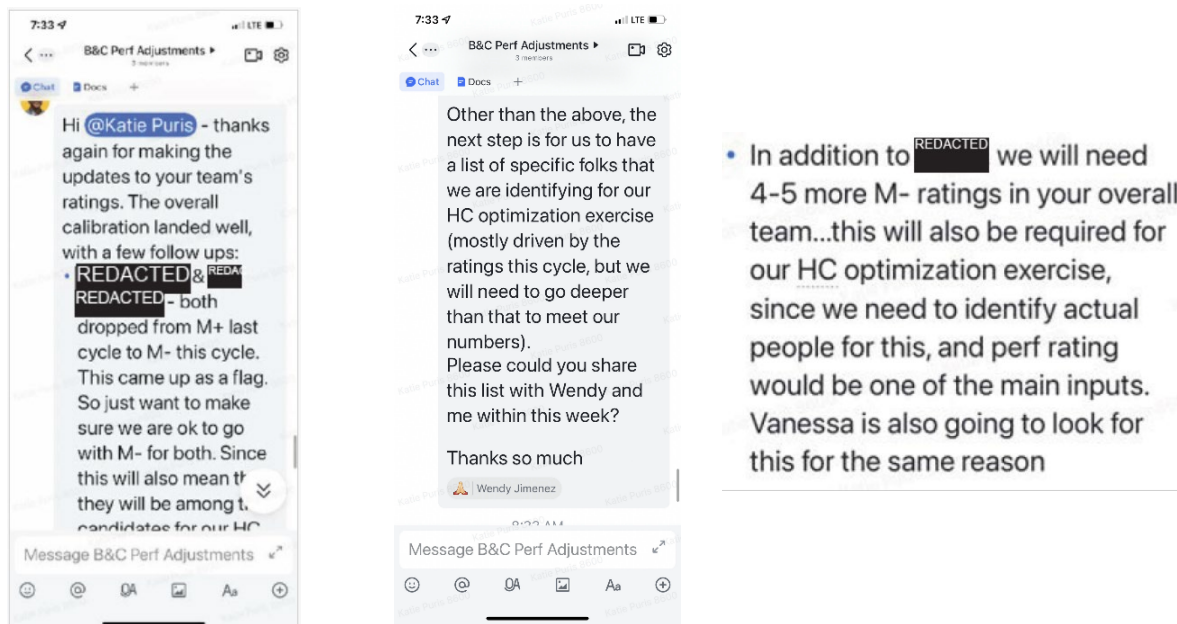 7:33
LTE
B&C Perf Adjustments
3 members
Chat
Docs
+
Hi @Katie Puris - thanks
again for making the
updates to your team's
ratings. The overall
calibration landed well,
with a few follow ups:
• REDACTED & REDAC
REDACTED - both
dropped from M+ last
cycle to M- this cycle.
This came up as a flag.
So just want to make
sure we are ok to go
with M- for both. Since
this will also mean
they will be among
candidates for our HC
Message B&C Perf Adjustments
Aa
7:33
LTE
B&C Perf Adjustments
3 members
Chat
Docs
+
Other than the above, the
next step is for us to have
a list of specific folks that
we are identifying for our
HC optimization exercise
(mostly driven by the
ratings this cycle, but we
will need to go deeper
than that to meet our
numbers).
Please could you share
this list with Wendy and
me within this week?
Thanks so much
Wendy Jimenez
Message B&C Perf Adjustments
Aa
• In addition to REDACTED we will need
4-5 more M- ratings in your overall
team...this will also be required for
our HC optimization exercise,
since we need to identify actual
people for this, and perf rating
would be one of the main inputs.
Vanessa is also going to look for
this for the same reason